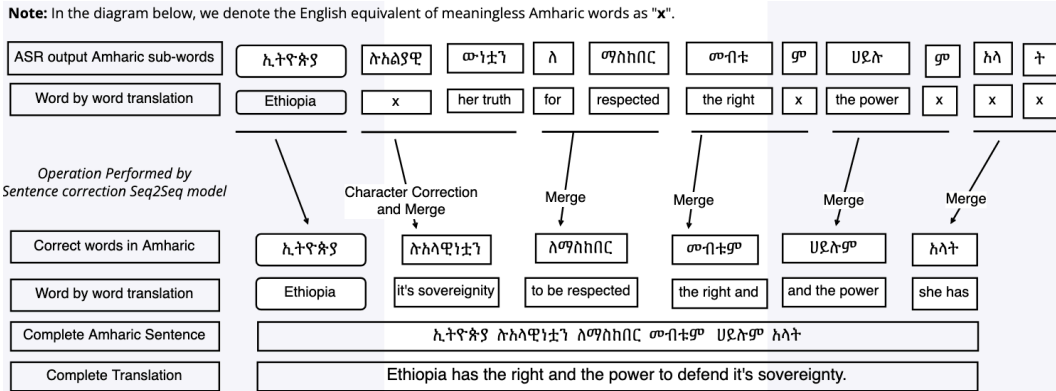 Note: In the diagram below, we denote the English equivalent of meaningless Amharic words as "x".
ASR output Amharic sub-words ኢትዮጵያ ሉአልያዊ ውነቷን ለ ማስከበር መብቱ ም ሀይሉ ም አላ ት
Word by word translation Ethiopia x her truth for respected the right x the power x x x
Operation Performed by
Sentence correction Seq2Seq model
Character Correction
and Merge
Merge Merge Merge Merge
Correct words in Amharic ኢትዮጵያ ሉአላዊነቷን ለማስከበር መብቱም ሀይሉም አላት
Word by word translation Ethiopia it's sovereignity to be respected the right and and the power she has
Complete Amharic Sentence ኢትዮጵያ ሉአላዊነቷን ለማስከበር መብቱም ሀይሉም አላት
Complete Translation Ethiopia has the right and the power to defend it's sovereignty.